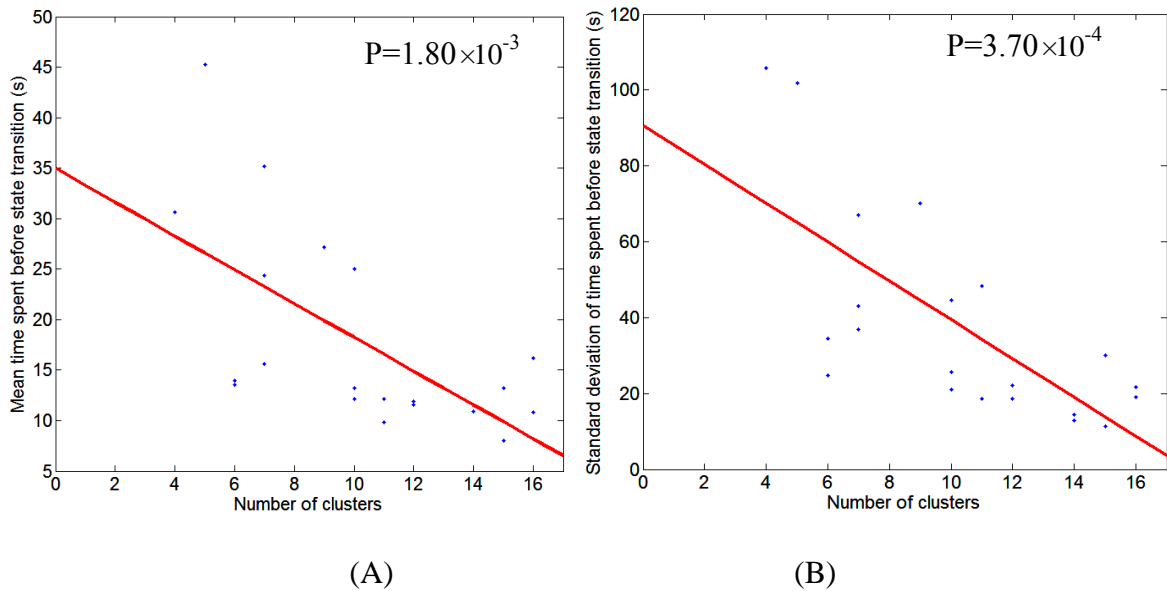 P=1.80×10⁻³
Mean time spent before state transition (s)
50
45
40
35
30
25
20
15
10
5
0 2 4 6 8 10 12 14 16
Number of clusters
(A)
P=3.70×10⁻⁴
Standard deviation of time spent before state transition (s)
120
100
80
60
40
20
0
0 2 4 6 8 10 12 14 16
Number of clusters
(B)